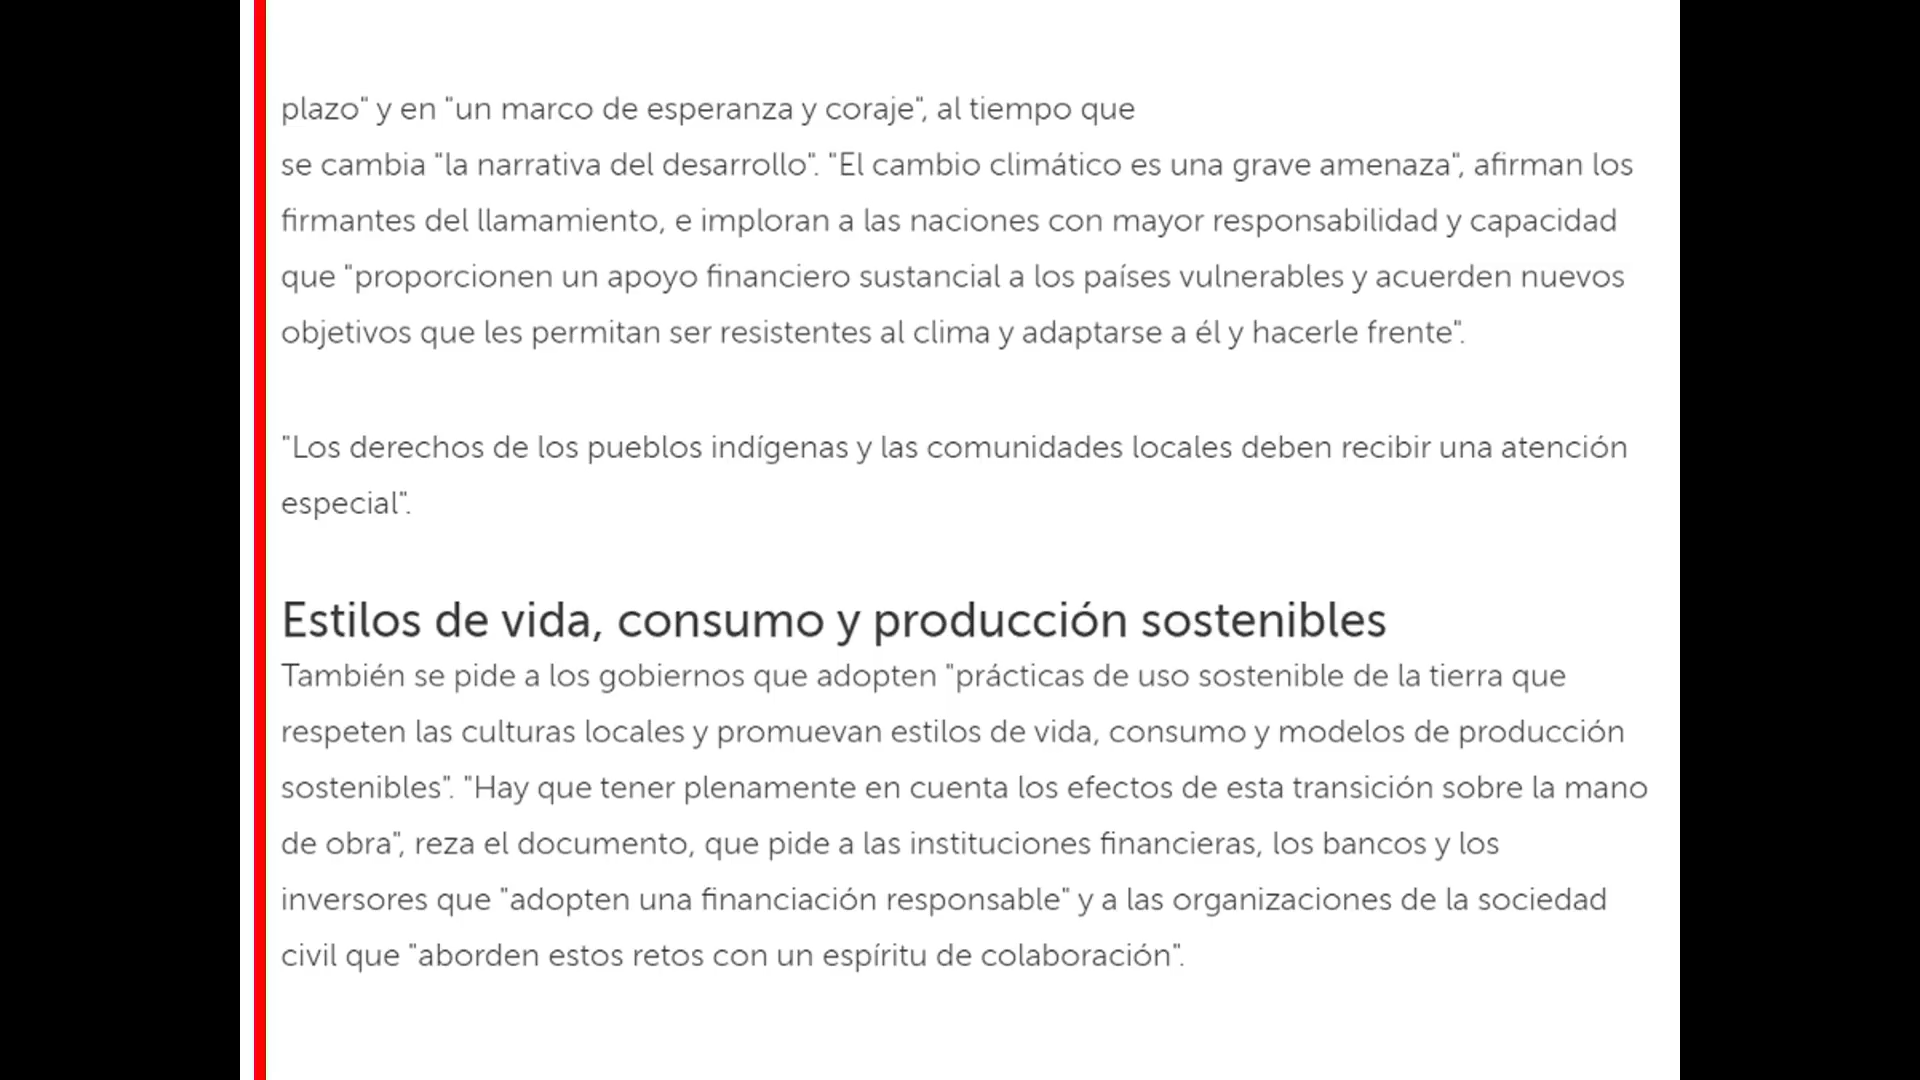 plazo" y en "un marco de esperanza y coraje", al tiempo que
se cambia "la narrativa del desarrollo". "El cambio climático es una grave amenaza", afirman los
firmantes del llamamiento, e imploran a las naciones con mayor responsabilidad y capacidad
que "proporcionen un apoyo financiero sustancial a los países vulnerables y acuerden nuevos
objetivos que les permitan ser resistentes al clima y adaptarse a él y hacerle frente".
"Los derechos de los pueblos indígenas y las comunidades locales deben recibir una atención
especial".
Estilos de vida, consumo y producción sostenibles
También se pide a los gobiernos que adopten "prácticas de uso sostenible de la tierra que
respeten las culturas locales y promuevan estilos de vida, consumo y modelos de producción
sostenibles". "Hay que tener plenamente en cuenta los efectos de esta transición sobre la mano
de obra", reza el documento, que pide a las instituciones financieras, los bancos y los
inversores que "adopten una financiación responsable" y a las organizaciones de la sociedad
civil que "aborden estos retos con un espíritu de colaboración".